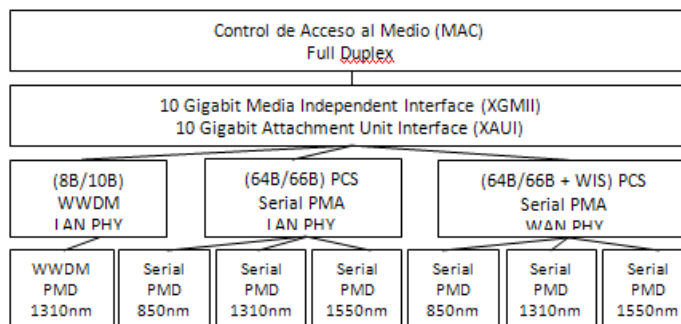 Control de Acceso al Medio (MAC)
Full Duplex
10 Gigabit Media Independent Interface (XGMII)
10 Gigabit Attachment Unit Interface (XAUI)
(8B/10B)
WWDM
LAN PHY
(64B/66B) PCS
Serial PMA
LAN PHY
(64B/66B + WIS) PCS
Serial PMA
WAN PHY
WWDM
PMD
1310nm
Serial
PMD
850nm
Serial
PMD
1310nm
Serial
PMD
1550nm
Serial
PMD
850nm
Serial
PMD
1310nm
Serial
PMD
1550nm